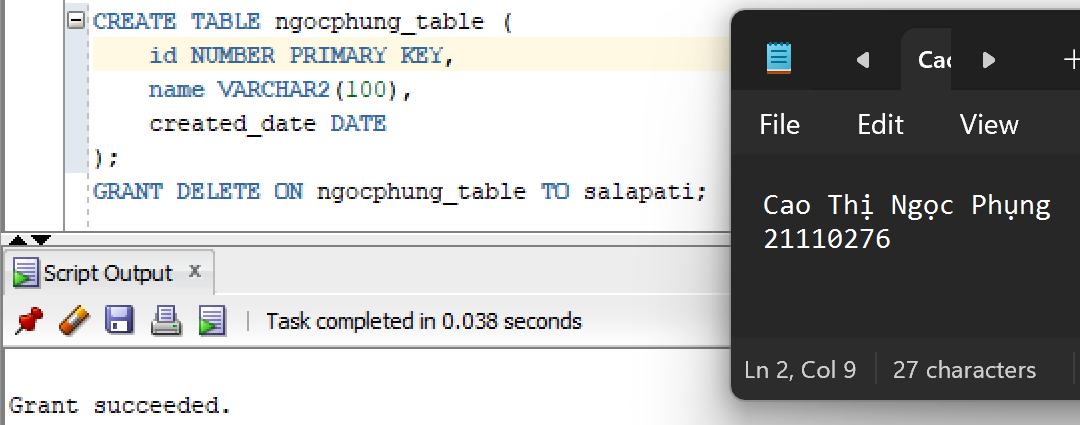 CREATE TABLE ngocphung_table (
id NUMBER PRIMARY KEY,
name VARCHAR2(100),
created_date DATE
);
GRANT DELETE ON ngocphung_table TO salapati;
Script Output x
Task completed in 0.038 seconds
Grant succeeded.
Cao
File Edit View
Cao Thị Ngọc Phụng
21110276
Ln 2, Col 9 27 characters